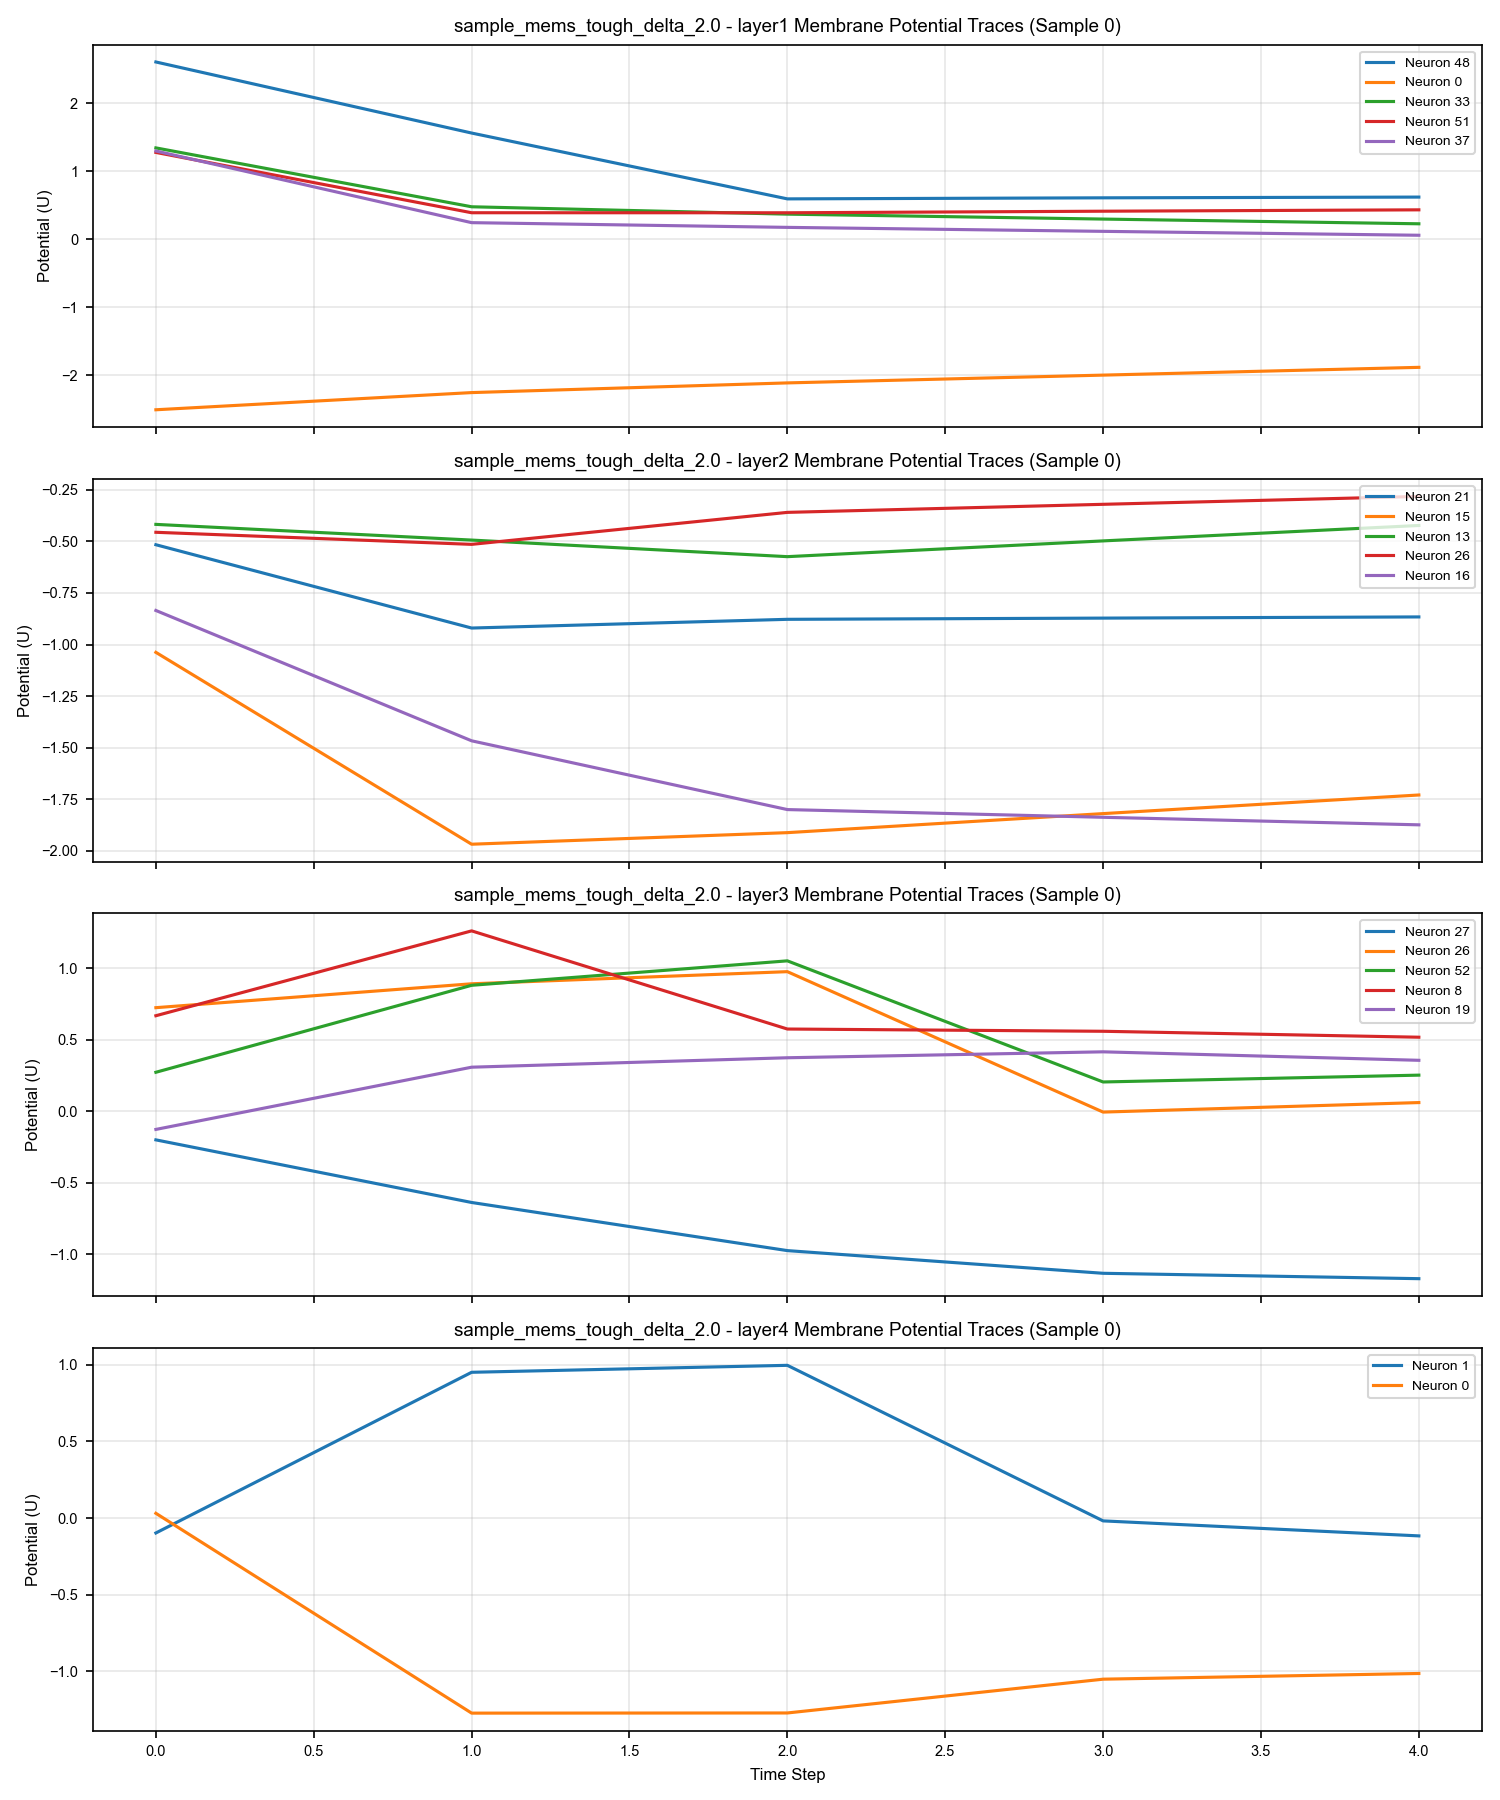 sample_mems_tough_delta_2.0 - layer1 Membrane Potential Traces (Sample 0)
2
1
0
−1
−2
Potential (U)
Neuron 48
Neuron 0
Neuron 33
Neuron 51
Neuron 37
sample_mems_tough_delta_2.0 - layer2 Membrane Potential Traces (Sample 0)
−0.25
−0.50
−0.75
−1.00
−1.25
−1.50
−1.75
−2.00
Potential (U)
Neuron 21
Neuron 15
Neuron 13
Neuron 26
Neuron 16
sample_mems_tough_delta_2.0 - layer3 Membrane Potential Traces (Sample 0)
1.0
0.5
0.0
−0.5
−1.0
Potential (U)
Neuron 27
Neuron 26
Neuron 52
Neuron 8
Neuron 19
sample_mems_tough_delta_2.0 - layer4 Membrane Potential Traces (Sample 0)
1.0
0.5
0.0
−0.5
−1.0
Potential (U)
Neuron 1
Neuron 0
0.0 0.5 1.0 1.5 2.0 2.5 3.0 3.5 4.0
Time Step